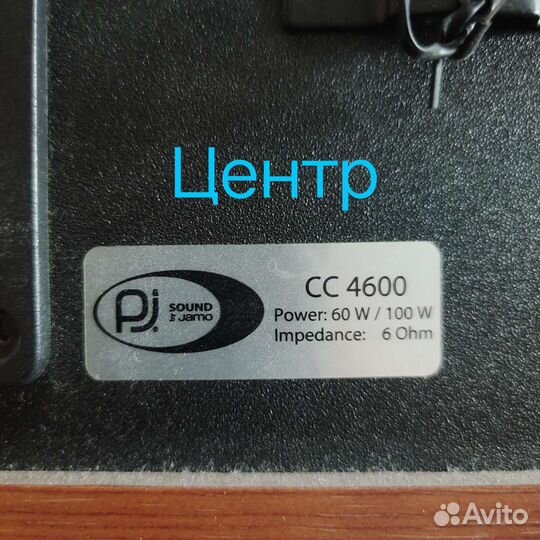 Центр
PJ
SOUND
by Jamo
CC 4600
Power: 60 W / 100 W
Impedance: 6 Ohm
Avito